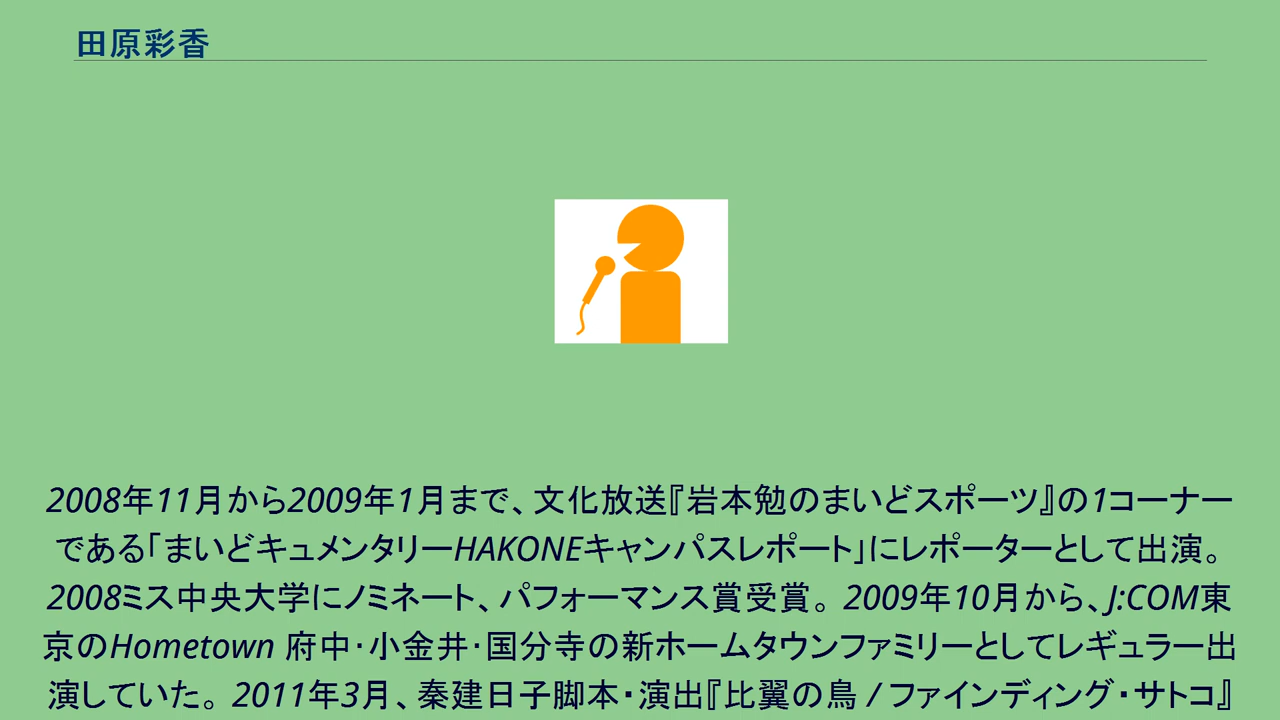 田原彩香
2008年11月から2009年1月まで、文化放送『岩本勉のまいどスポーツ』の1コーナー
である「まいどキュメンタリーHAKONEキャンパスレポート」にレポーターとして出演。
2008ミス中央大学にノミネート、パフォーマンス賞受賞。2009年10月から、J:COM東
京のHometown 府中・小金井・国分寺の新ホームタウンファミリーとしてレギュラー出
演していた。2011年3月、秦建日子脚本・演出『比翼の鳥 / ファインディング・サトコ』